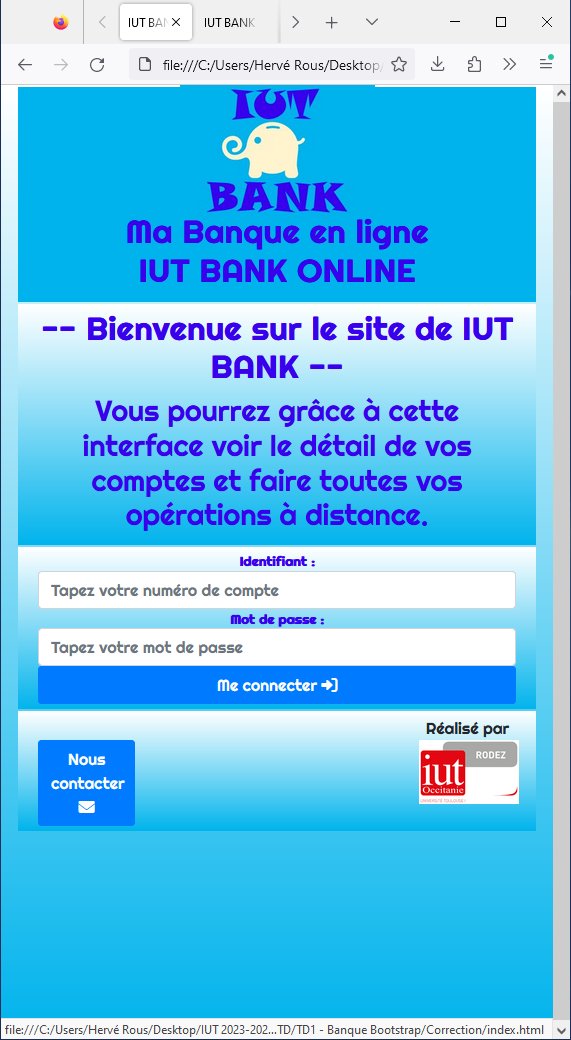 IUT BAN
IUT BANK
file:///C:/Users/Hervé Rous/Desktop/
IUT
BANK
Ma Banque en ligne
IUT BANK ONLINE
-- Bienvenue sur le site de IUT
BANK --
Vous pourrez grâce à cette
interface voir le détail de vos
comptes et faire toutes vos
opérations à distance.
Identifiant :
Tapez votre numéro de compte
Mot de passe :
Tapez votre mot de passe
Me connecter
Réalisé par
Nous
contacter
RODEZ
iut
Occitanie
file:///C:/Users/Hervé Rous/Desktop/IUT 2023-202...TD/TD1 - Banque Bootstrap/Correction/index.html